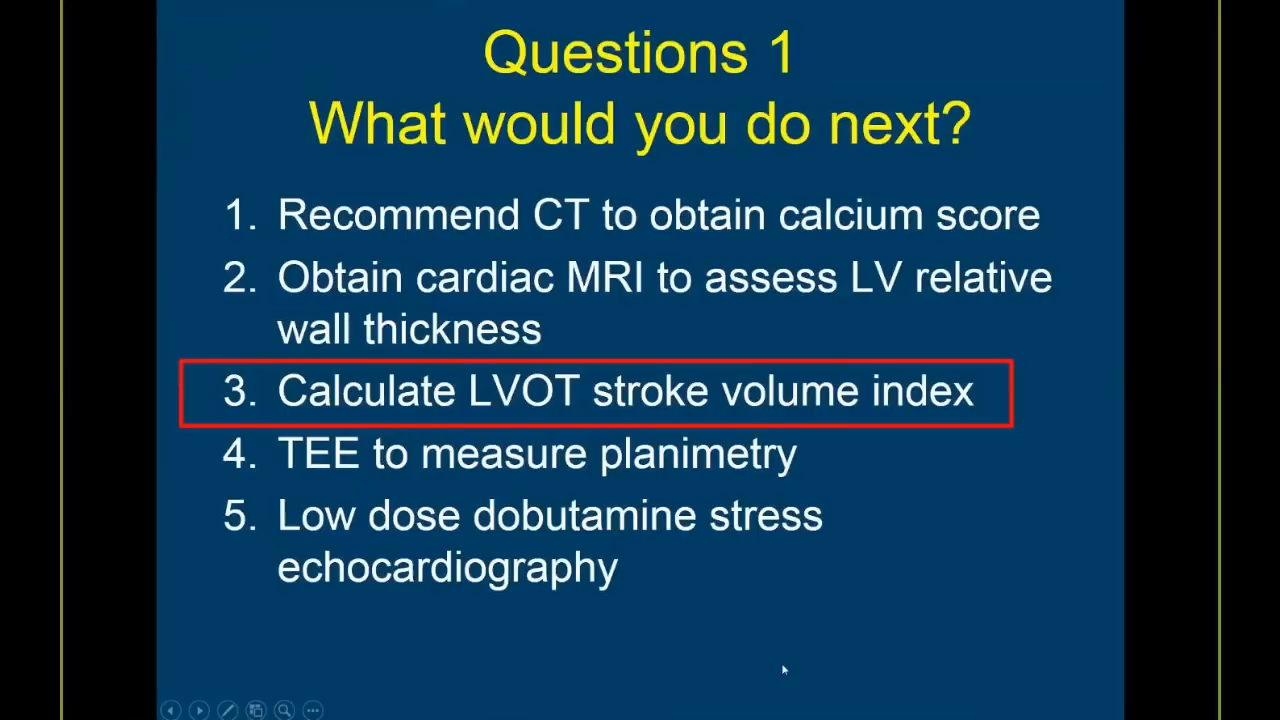 Questions 1
What would you do next?
1. Recommend CT to obtain calcium score
2. Obtain cardiac MRI to assess LV relative
wall thickness
3. Calculate LVOT stroke volume index
4. TEE to measure planimetry
5. Low dose dobutamine stress
echocardiography